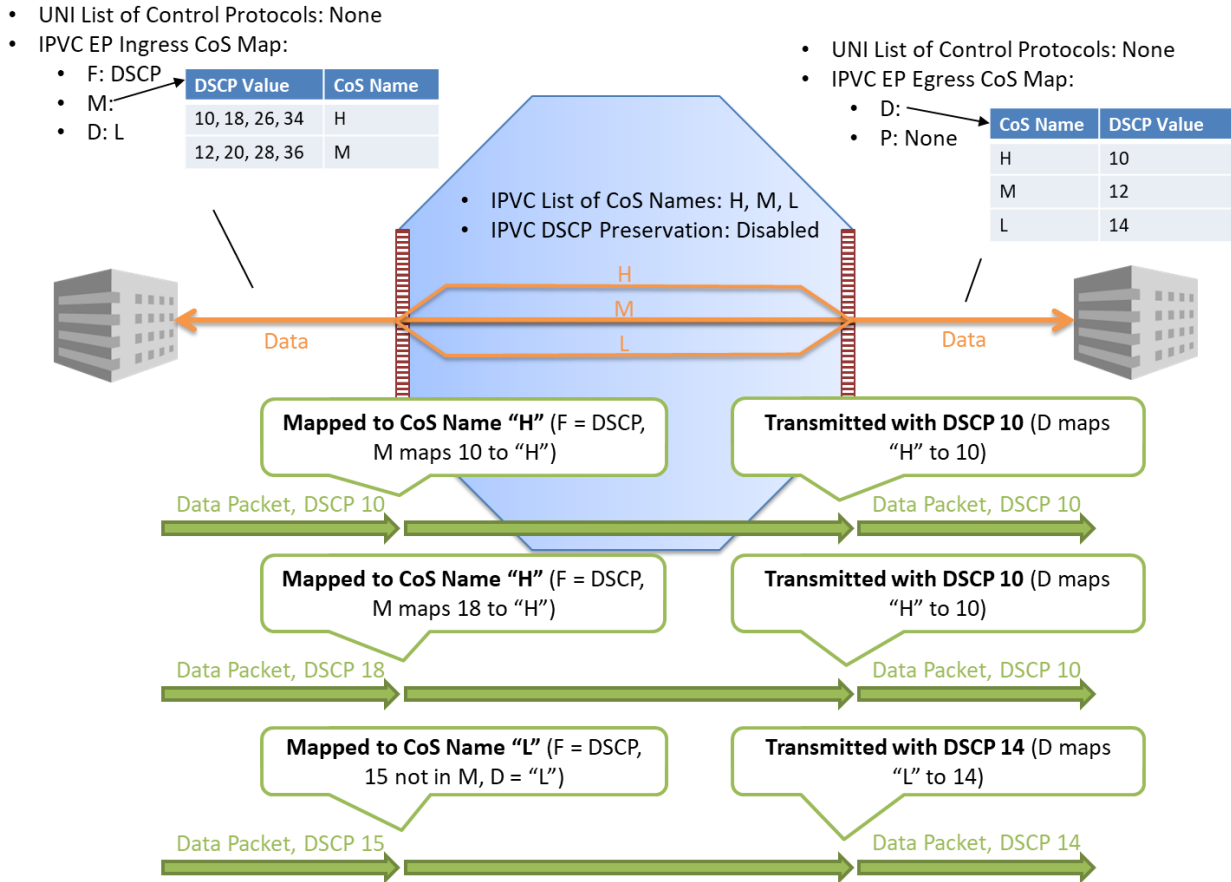 • UNI List of Control Protocols: None
• IPVC EP Ingress CoS Map:
• F: DSCP
• M:
• D: L
DSCP Value CoS Name
10, 18, 26, 34 H
12, 20, 28, 36 M
• UNI List of Control Protocols: None
• IPVC EP Egress CoS Map:
• D:
• P: None
CoS Name DSCP Value
H 10
M 12
L 14
• IPVC List of CoS Names: H, M, L
• IPVC DSCP Preservation: Disabled
H
M
L
Data
Data
Mapped to CoS Name “H” (F = DSCP,
M maps 10 to “H”)
Transmitted with DSCP 10 (D maps
“H” to 10)
Data Packet, DSCP 10
Data Packet, DSCP 10
Mapped to CoS Name “H” (F = DSCP,
M maps 18 to “H”)
Transmitted with DSCP 10 (D maps
“H” to 10)
Data Packet, DSCP 18
Data Packet, DSCP 10
Mapped to CoS Name “L” (F = DSCP,
15 not in M, D = “L”)
Transmitted with DSCP 14 (D maps
“L” to 14)
Data Packet, DSCP 15
Data Packet, DSCP 14